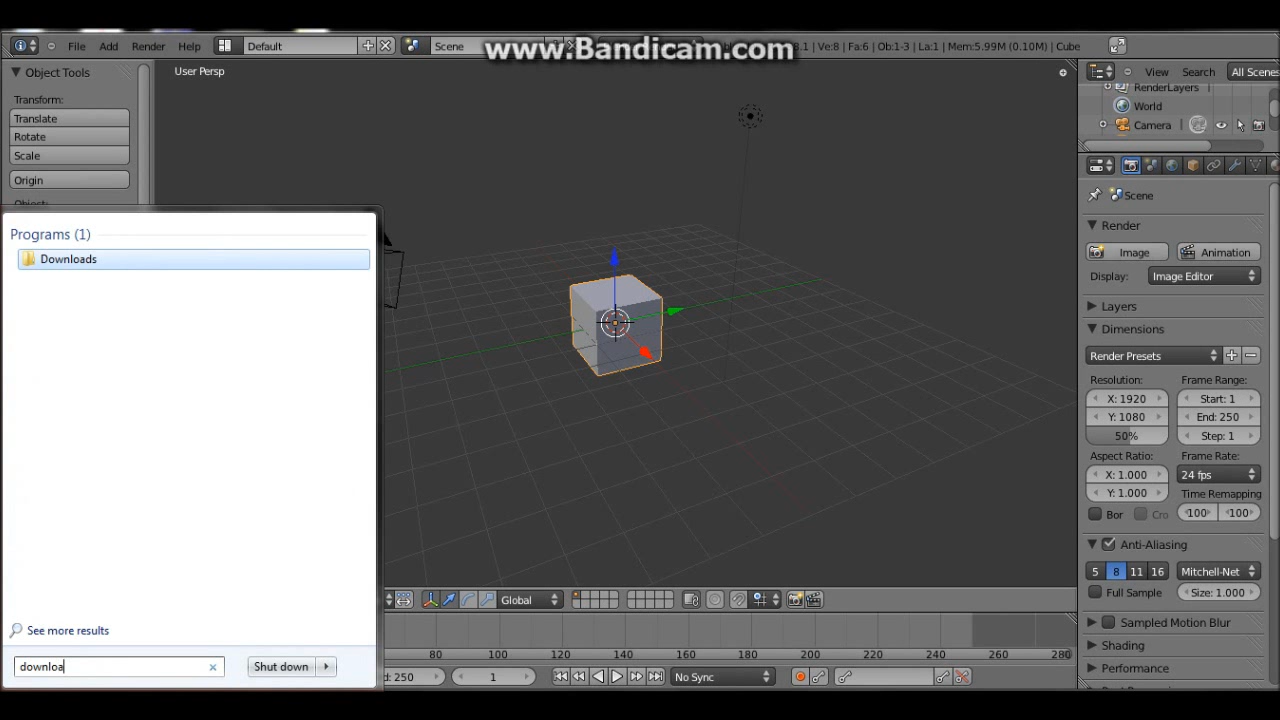 File Add Render Help Default Scene www.Bandicam.com .1 | Ve:8 | Fa:6 | Ob:1-3 | La:1 | Mem:5.99M (0.10M) | Cube
Object Tools
User Persp
View Search All Scenes
Transform:
RenderLayers |
Translate
World
Rotate
Camera |
Scale
Origin
Scene
Object:
Render
Image Animation
Display: Image Editor
Layers
Dimensions
Render Presets
Resolution: Frame Range:
X: 1920 Start: 1
Y: 1080 End: 250
50% Step: 1
Aspect Ratio: Frame Rate:
X: 1.000 24 fps
Y: 1.000 Time Remapping
Bor Cro 100 100
Anti-Aliasing
5 8 11 16 Mitchell-Net
Full Sample Size: 1.000
Sampled Motion Blur
Shading
Performance
Programs (1)
Downloads
See more results
downloa Shut down
Global
80 100 120 140 160 180 200 220 240 260 280
d: 250 1 No Sync